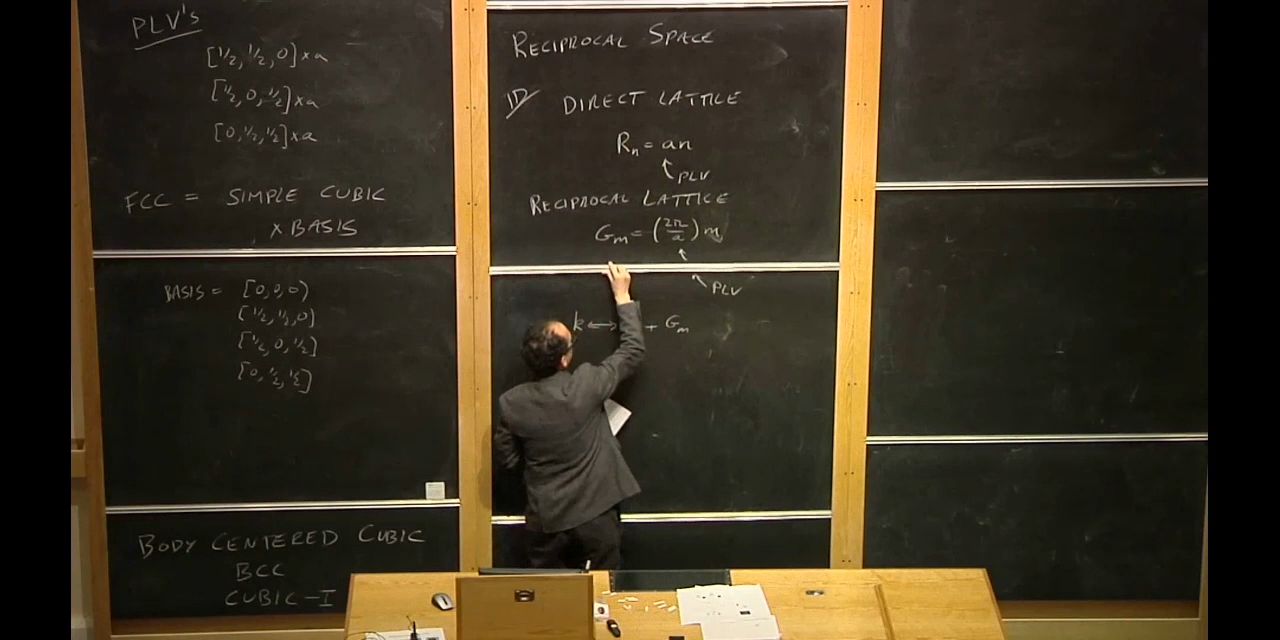 PLV's
[1/2, 1/2, 0] x a
[1/2, 0, 1/2] x a
[0, 1/2, 1/2] x a
FCC = SIMPLE CUBIC
x BASIS
BASIS = [0, 0, 0)
[1/2, 1/2, 0]
[1/2, 0, 1/2]
[0, 1/2, 1/2]
BODY CENTERED CUBIC
BCC
CUBIC-I
RECIPROCAL SPACE
1D DIRECT LATTICE
Rn = an
PLV
RECIPROCAL LATTICE
Gm = (2π/a) m
PLV
k ↔ + Gm